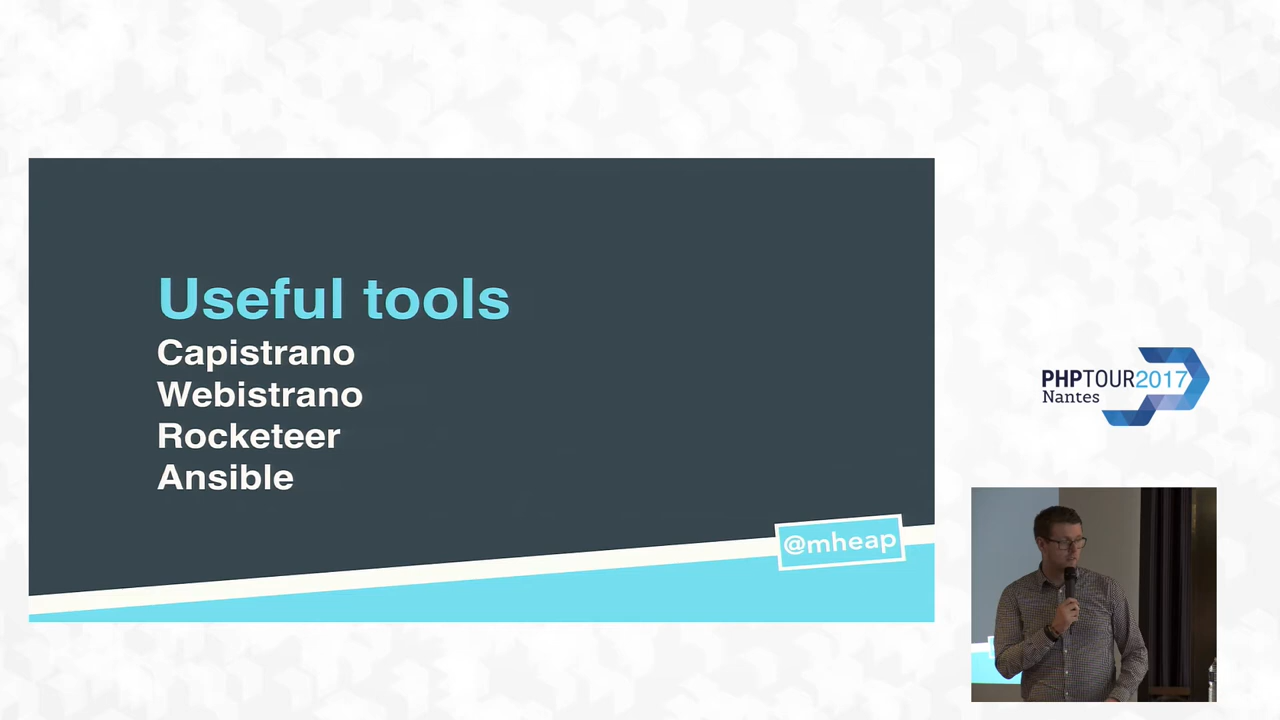 Useful tools
Capistrano
Webistrano
Rocketeer
Ansible
@mheap
PHPTOUR2017
Nantes